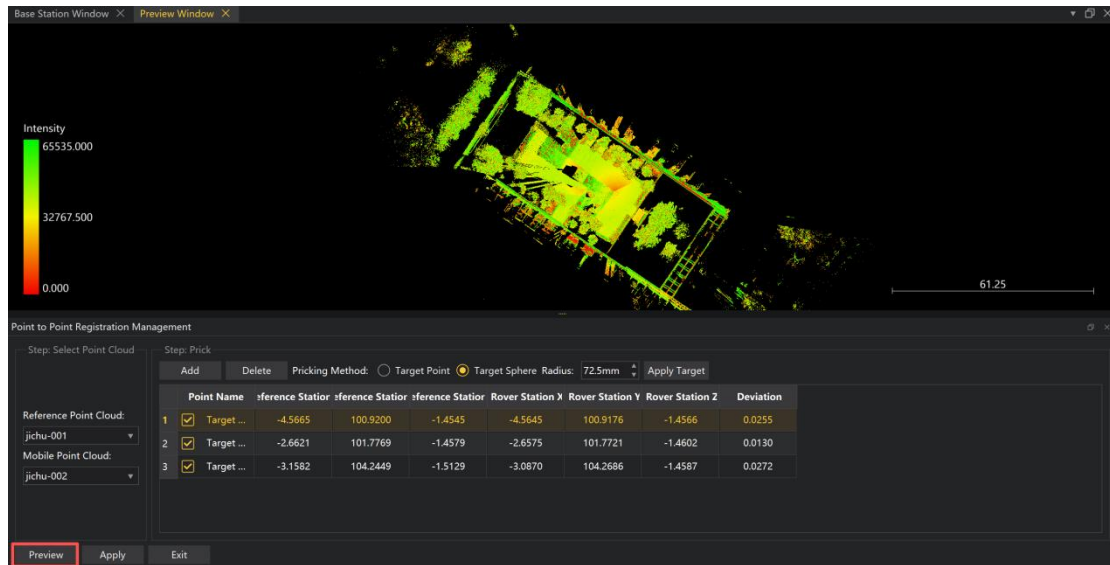 Base Station Window Preview Window
Intensity
65535.000
32767.500
0.000
61.25
Point to Point Registration Management
Step: Select Point Cloud Step: Prick
Add Delete Pricking Method: Target Point Target Sphere Radius: 72.5mm Apply Target
Point Name eference Station eference Station eference Station Rover Station X Rover Station Y Rover Station Z Deviation
Reference Point Cloud:
jichu-001
Mobile Point Cloud:
jichu-002
1 Target ... -4.5665 100.9200 -1.4545 -4.5645 100.9176 -1.4566 0.0255
2 Target ... -2.6621 101.7769 -1.4579 -2.6575 101.7721 -1.4602 0.0130
3 Target ... -3.1582 104.2449 -1.5129 -3.0870 104.2686 -1.4587 0.0272
Preview Apply Exit